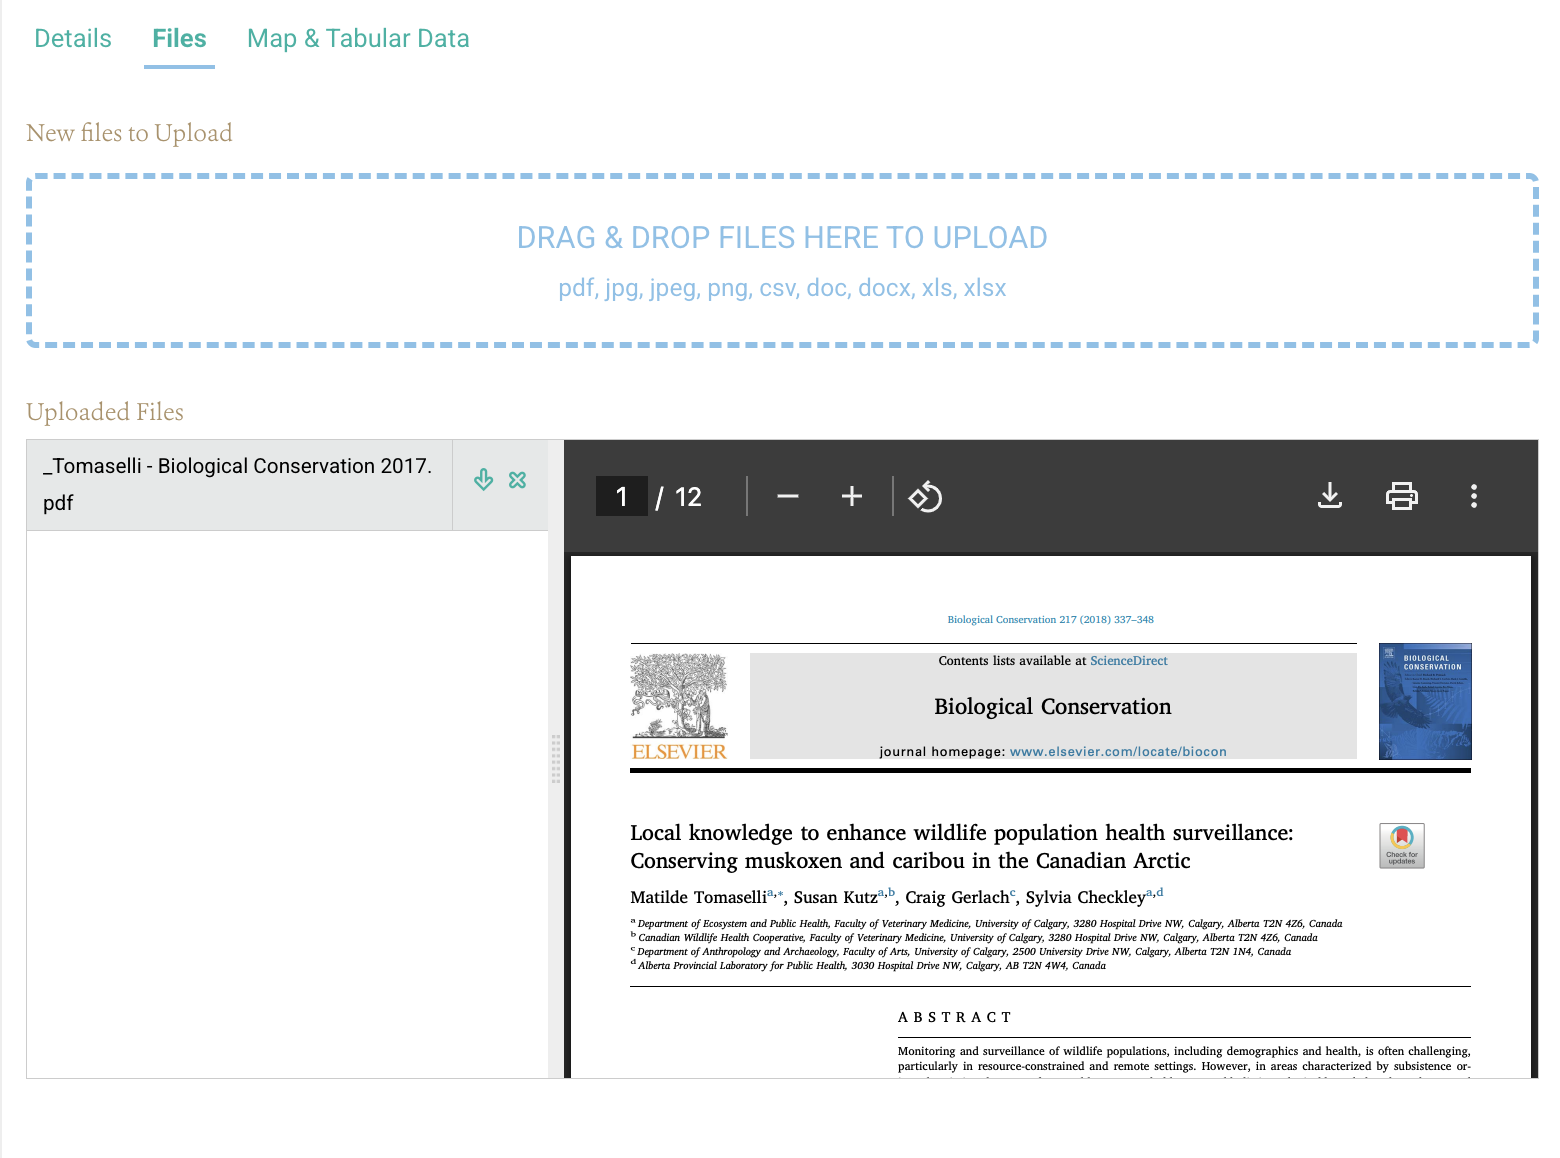 Details Files Map & Tabular Data
New files to Upload
DRAG & DROP FILES HERE TO UPLOAD
pdf, jpg, jpeg, png, csv, doc, docx, xls, xlsx
Uploaded Files
_Tomaselli - Biological Conservation 2017.
pdf
1 / 12
Biological Conservation 217 (2018) 337–348
Contents lists available at ScienceDirect
Biological Conservation
journal homepage: www.elsevier.com/locate/biocon
ELSEVIER
BIOLOGICAL
CONSERVATION
Local knowledge to enhance wildlife population health surveillance:
Conserving muskoxen and caribou in the Canadian Arctic
Check for
updates
Matilde Tomaselliᵃ,*, Susan Kutzᵃ,ᵇ, Craig Gerlachᶜ, Sylvia Checkleyᵃ,ᵈ
ᵃ Department of Ecosystem and Public Health, Faculty of Veterinary Medicine, University of Calgary, 3280 Hospital Drive NW, Calgary, Alberta T2N 4Z6, Canada
ᵇ Canadian Wildlife Health Cooperative, Faculty of Veterinary Medicine, University of Calgary, 3280 Hospital Drive NW, Calgary, Alberta T2N 4Z6, Canada
ᶜ Department of Anthropology and Archaeology, Faculty of Arts, University of Calgary, 2500 University Drive NW, Calgary, Alberta T2N 1N4, Canada
ᵈ Alberta Provincial Laboratory for Public Health, 3030 Hospital Drive NW, Calgary, AB T2N 4W4, Canada
ABSTRACT
Monitoring and surveillance of wildlife populations, including demographics and health, is often challenging,
particularly in resource-constrained and remote settings. However, in areas characterized by subsistence or-